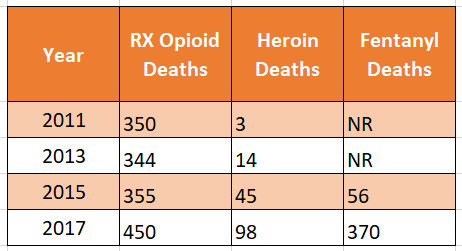 Year RX Opioid Deaths Heroin Deaths Fentanyl Deaths
2011 350 3 NR
2013 344 14 NR
2015 355 45 56
2017 450 98 370